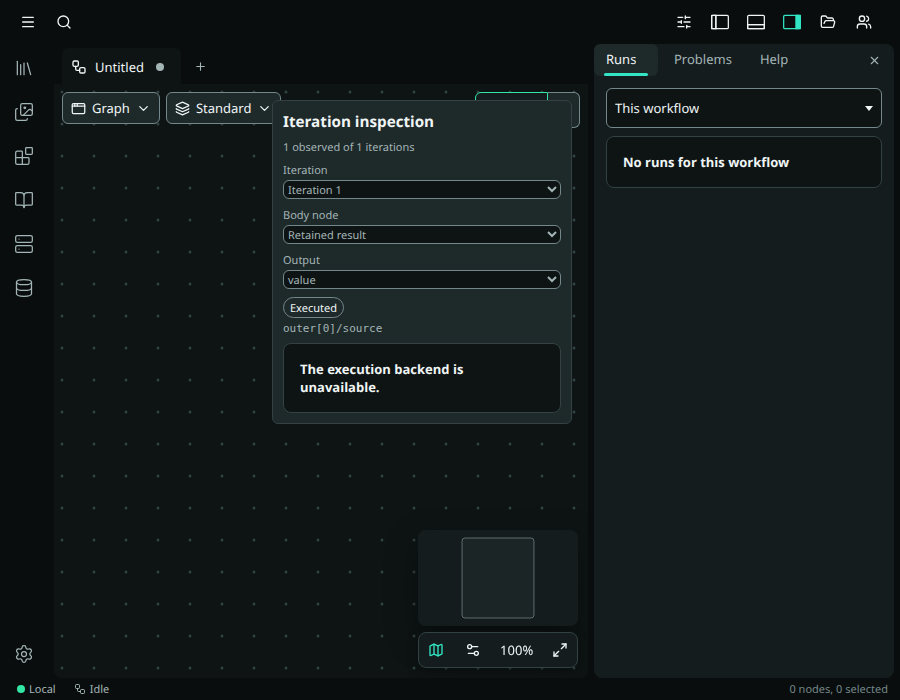 Untitled
Graph
Standard
Iteration inspection
1 observed of 1 iterations
Iteration
Iteration 1
Body node
Retained result
Output
value
Executed
outer[0]/source
The execution backend is
unavailable.
100%
Runs
Problems
Help
This workflow
No runs for this workflow
Local
Idle
0 nodes, 0 selected